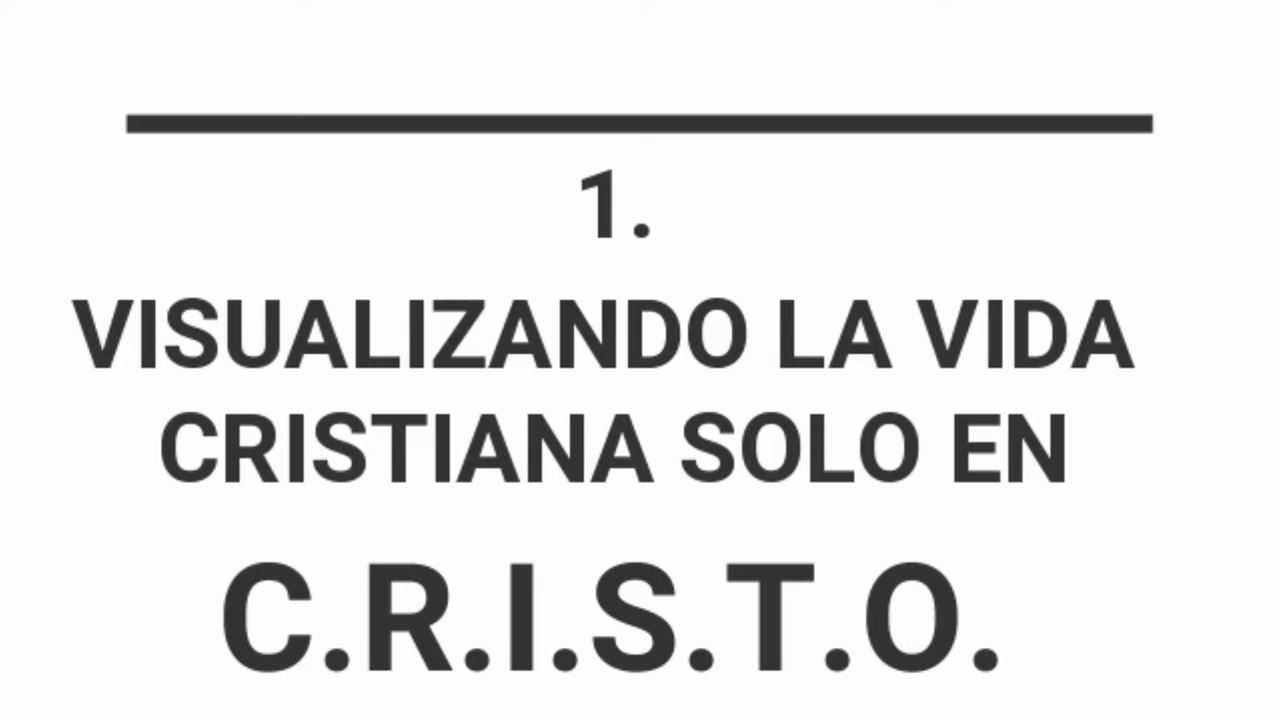 1.
VISUALIZANDO LA VIDA
CRISTIANA SOLO EN
C.R.I.S.T.O.